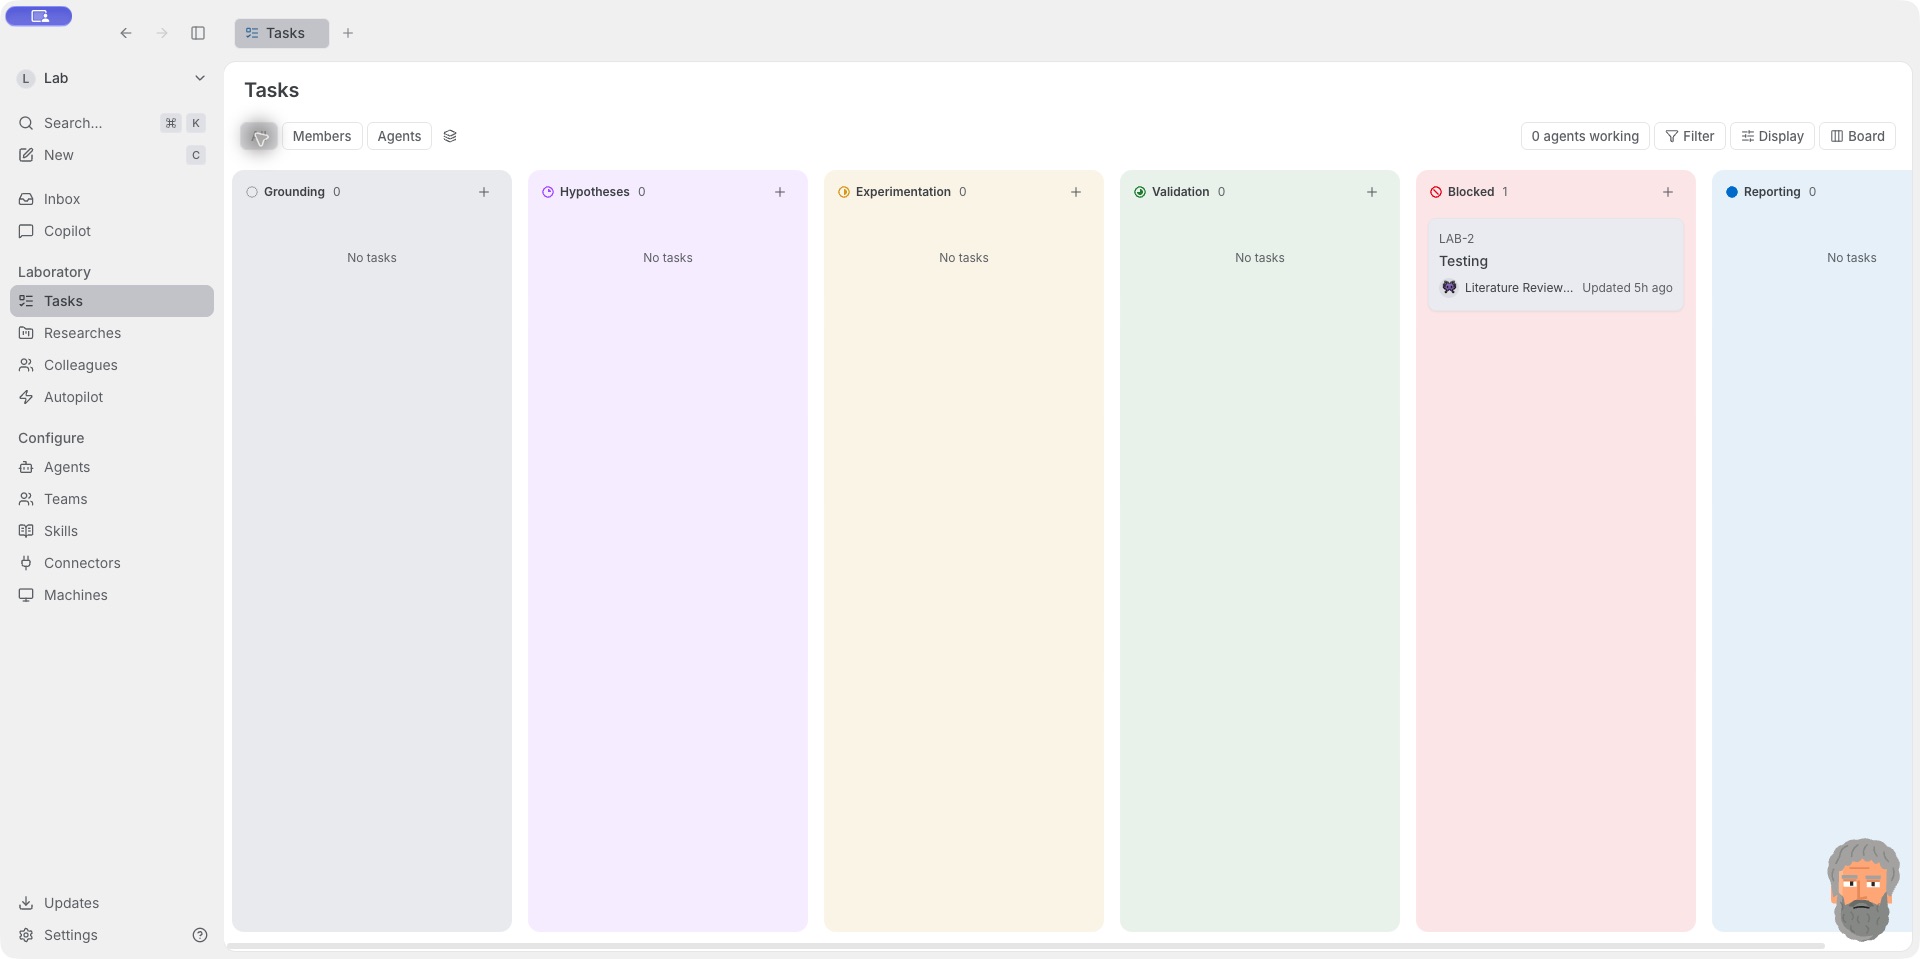 Tasks
L Lab
Search... ⌘ K
New C
Inbox
Copilot
Laboratory
Tasks
Researches
Colleagues
Autopilot
Configure
Agents
Teams
Skills
Connectors
Machines
Updates
Settings
Tasks
Members Agents
0 agents working Filter Display Board
Grounding 0
No tasks
Hypotheses 0
No tasks
Experimentation 0
No tasks
Validation 0
No tasks
Blocked 1
LAB-2
Testing
Literature Review... Updated 5h ago
Reporting 0
No tasks